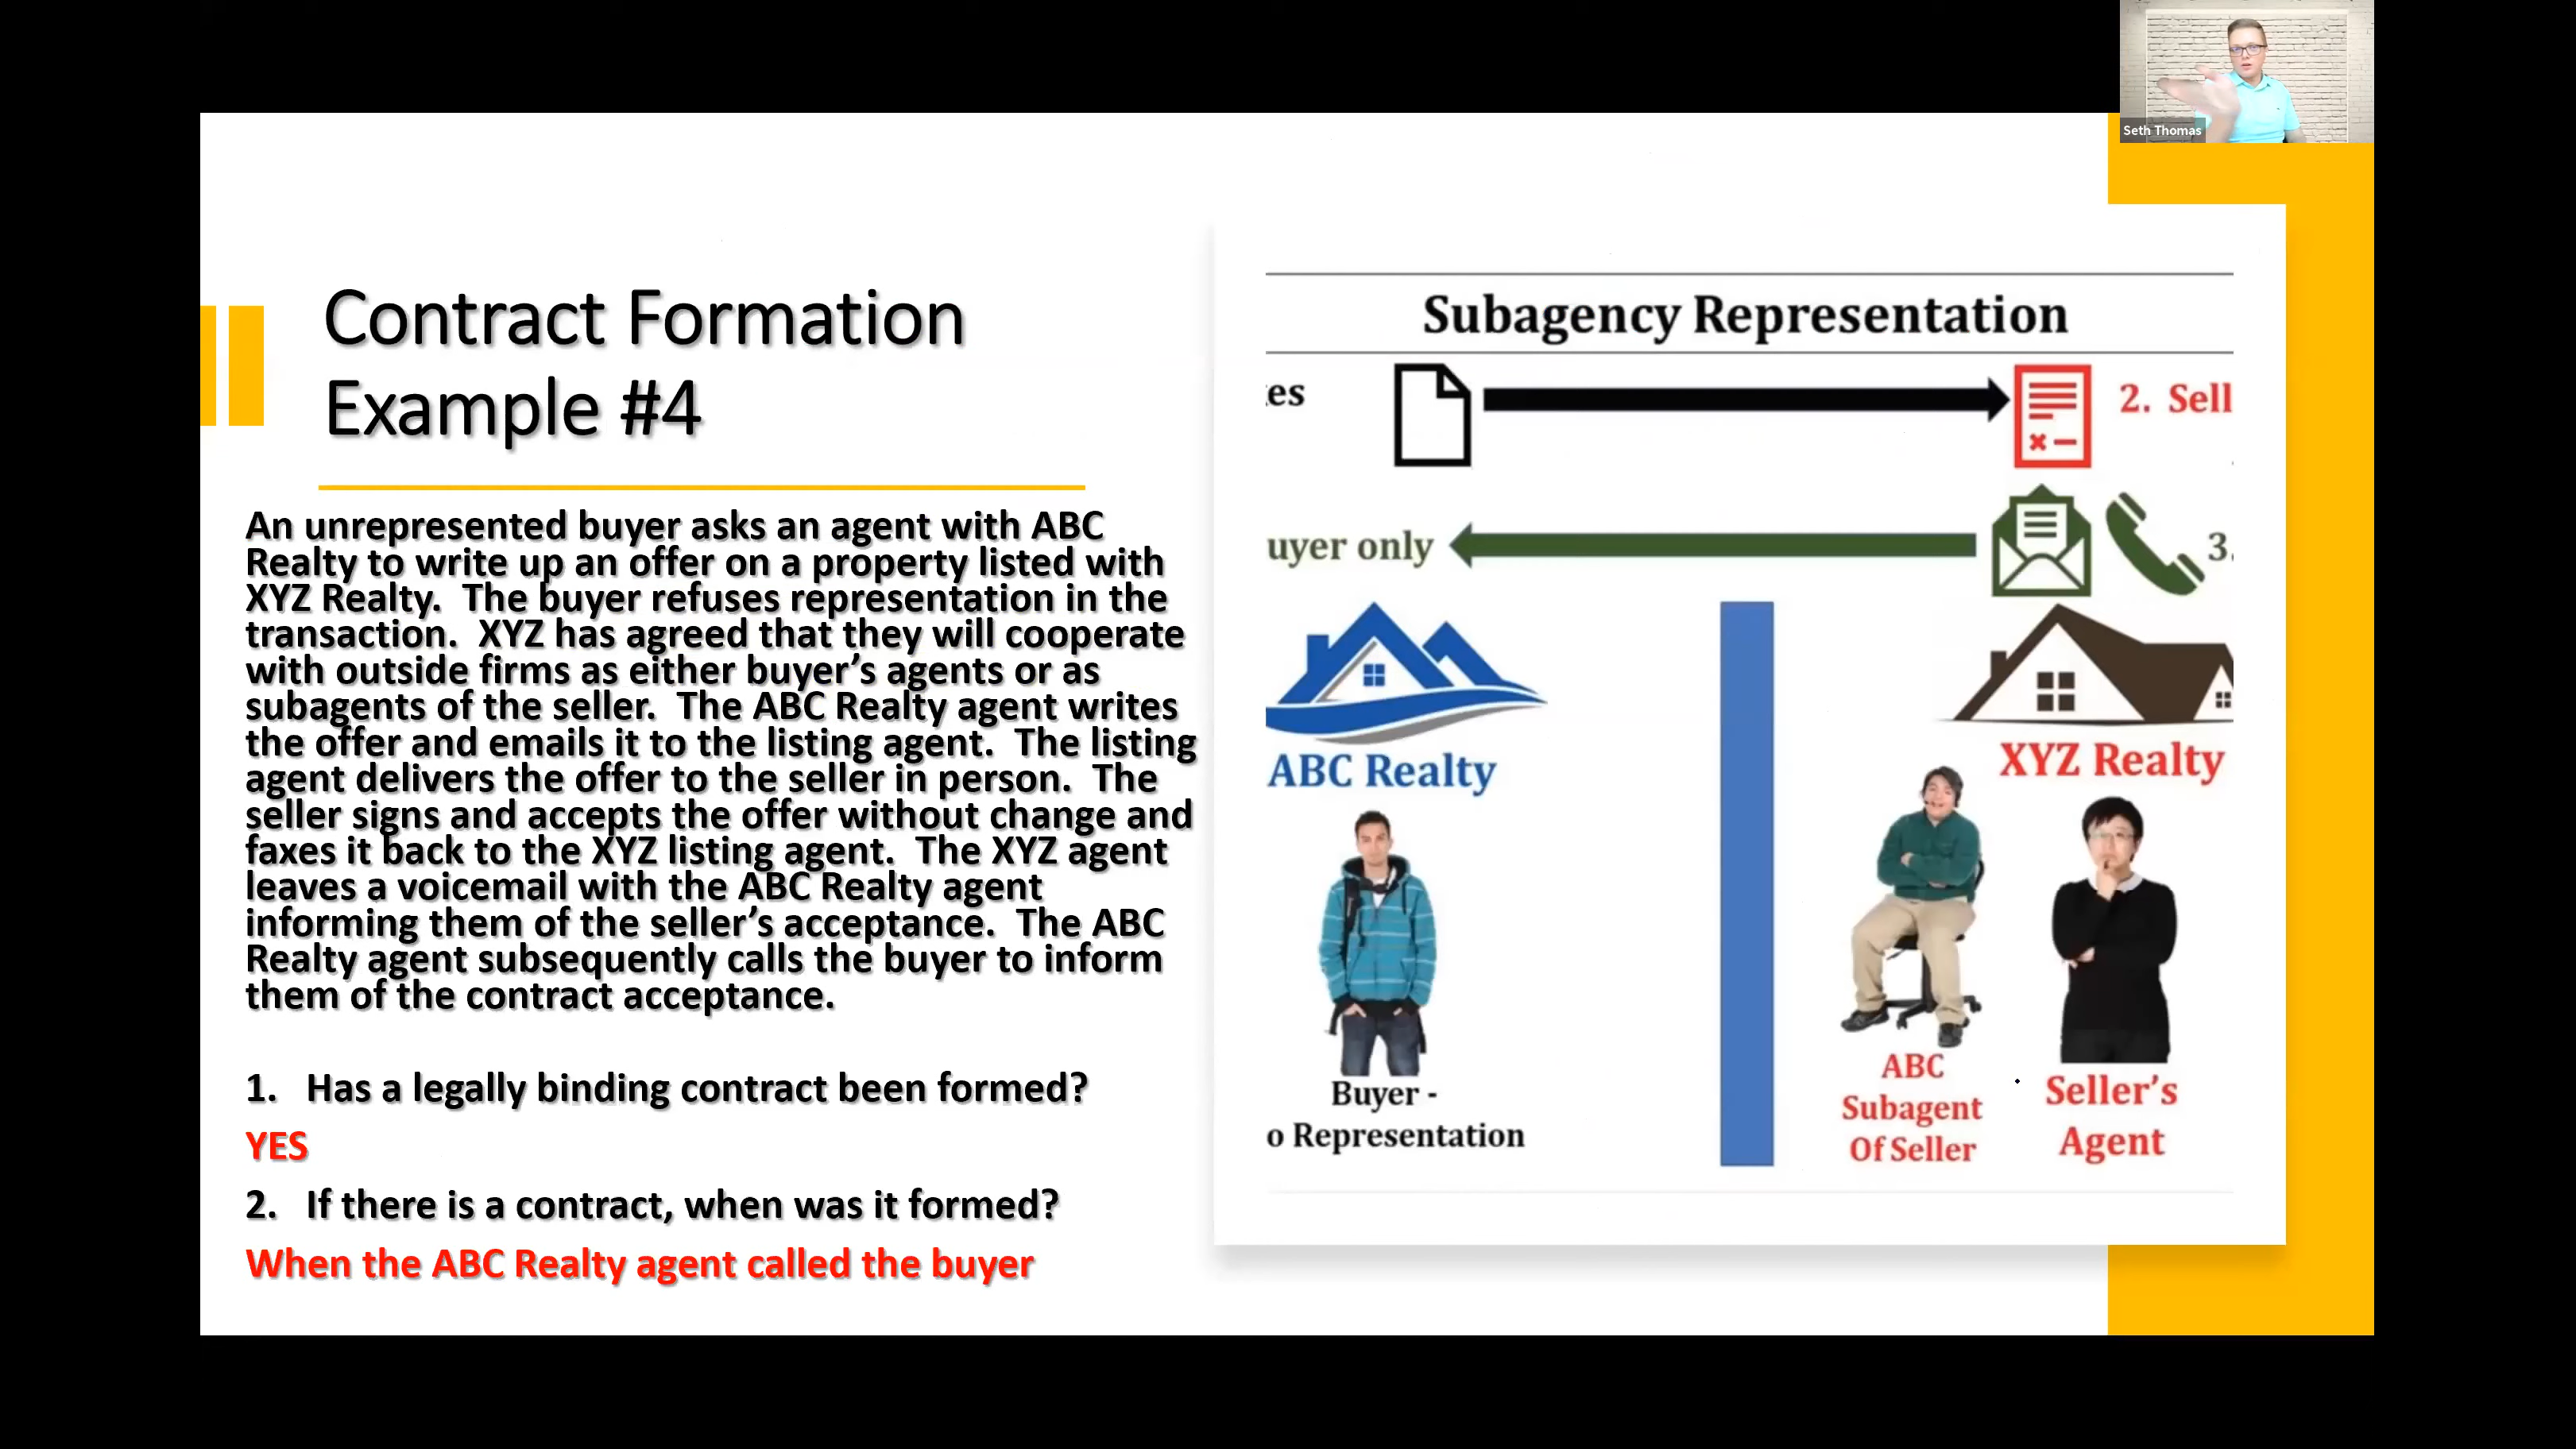 Seth Thomas
Contract Formation
Example #4
An unrepresented buyer asks an agent with ABC
Realty to write up an offer on a property listed with
XYZ Realty.  The buyer refuses representation in the
transaction.  XYZ has agreed that they will cooperate
with outside firms as either buyer’s agents or as
subagents of the seller.  The ABC Realty agent writes
the offer and emails it to the listing agent.  The listing
agent delivers the offer to the seller in person.  The
seller signs and accepts the offer without change and
faxes it back to the XYZ listing agent.  The XYZ agent
leaves a voicemail with the ABC Realty agent
informing them of the seller’s acceptance.  The ABC
Realty agent subsequently calls the buyer to inform
them of the contract acceptance.
1. Has a legally binding contract been formed?
YES
2. If there is a contract, when was it formed?
When the ABC Realty agent called the buyer
Subagency Representation
es
2. Sell
uyer only
3.
ABC Realty
XYZ Realty
Buyer -
o Representation
ABC
Subagent
Of Seller
Seller’s
Agent